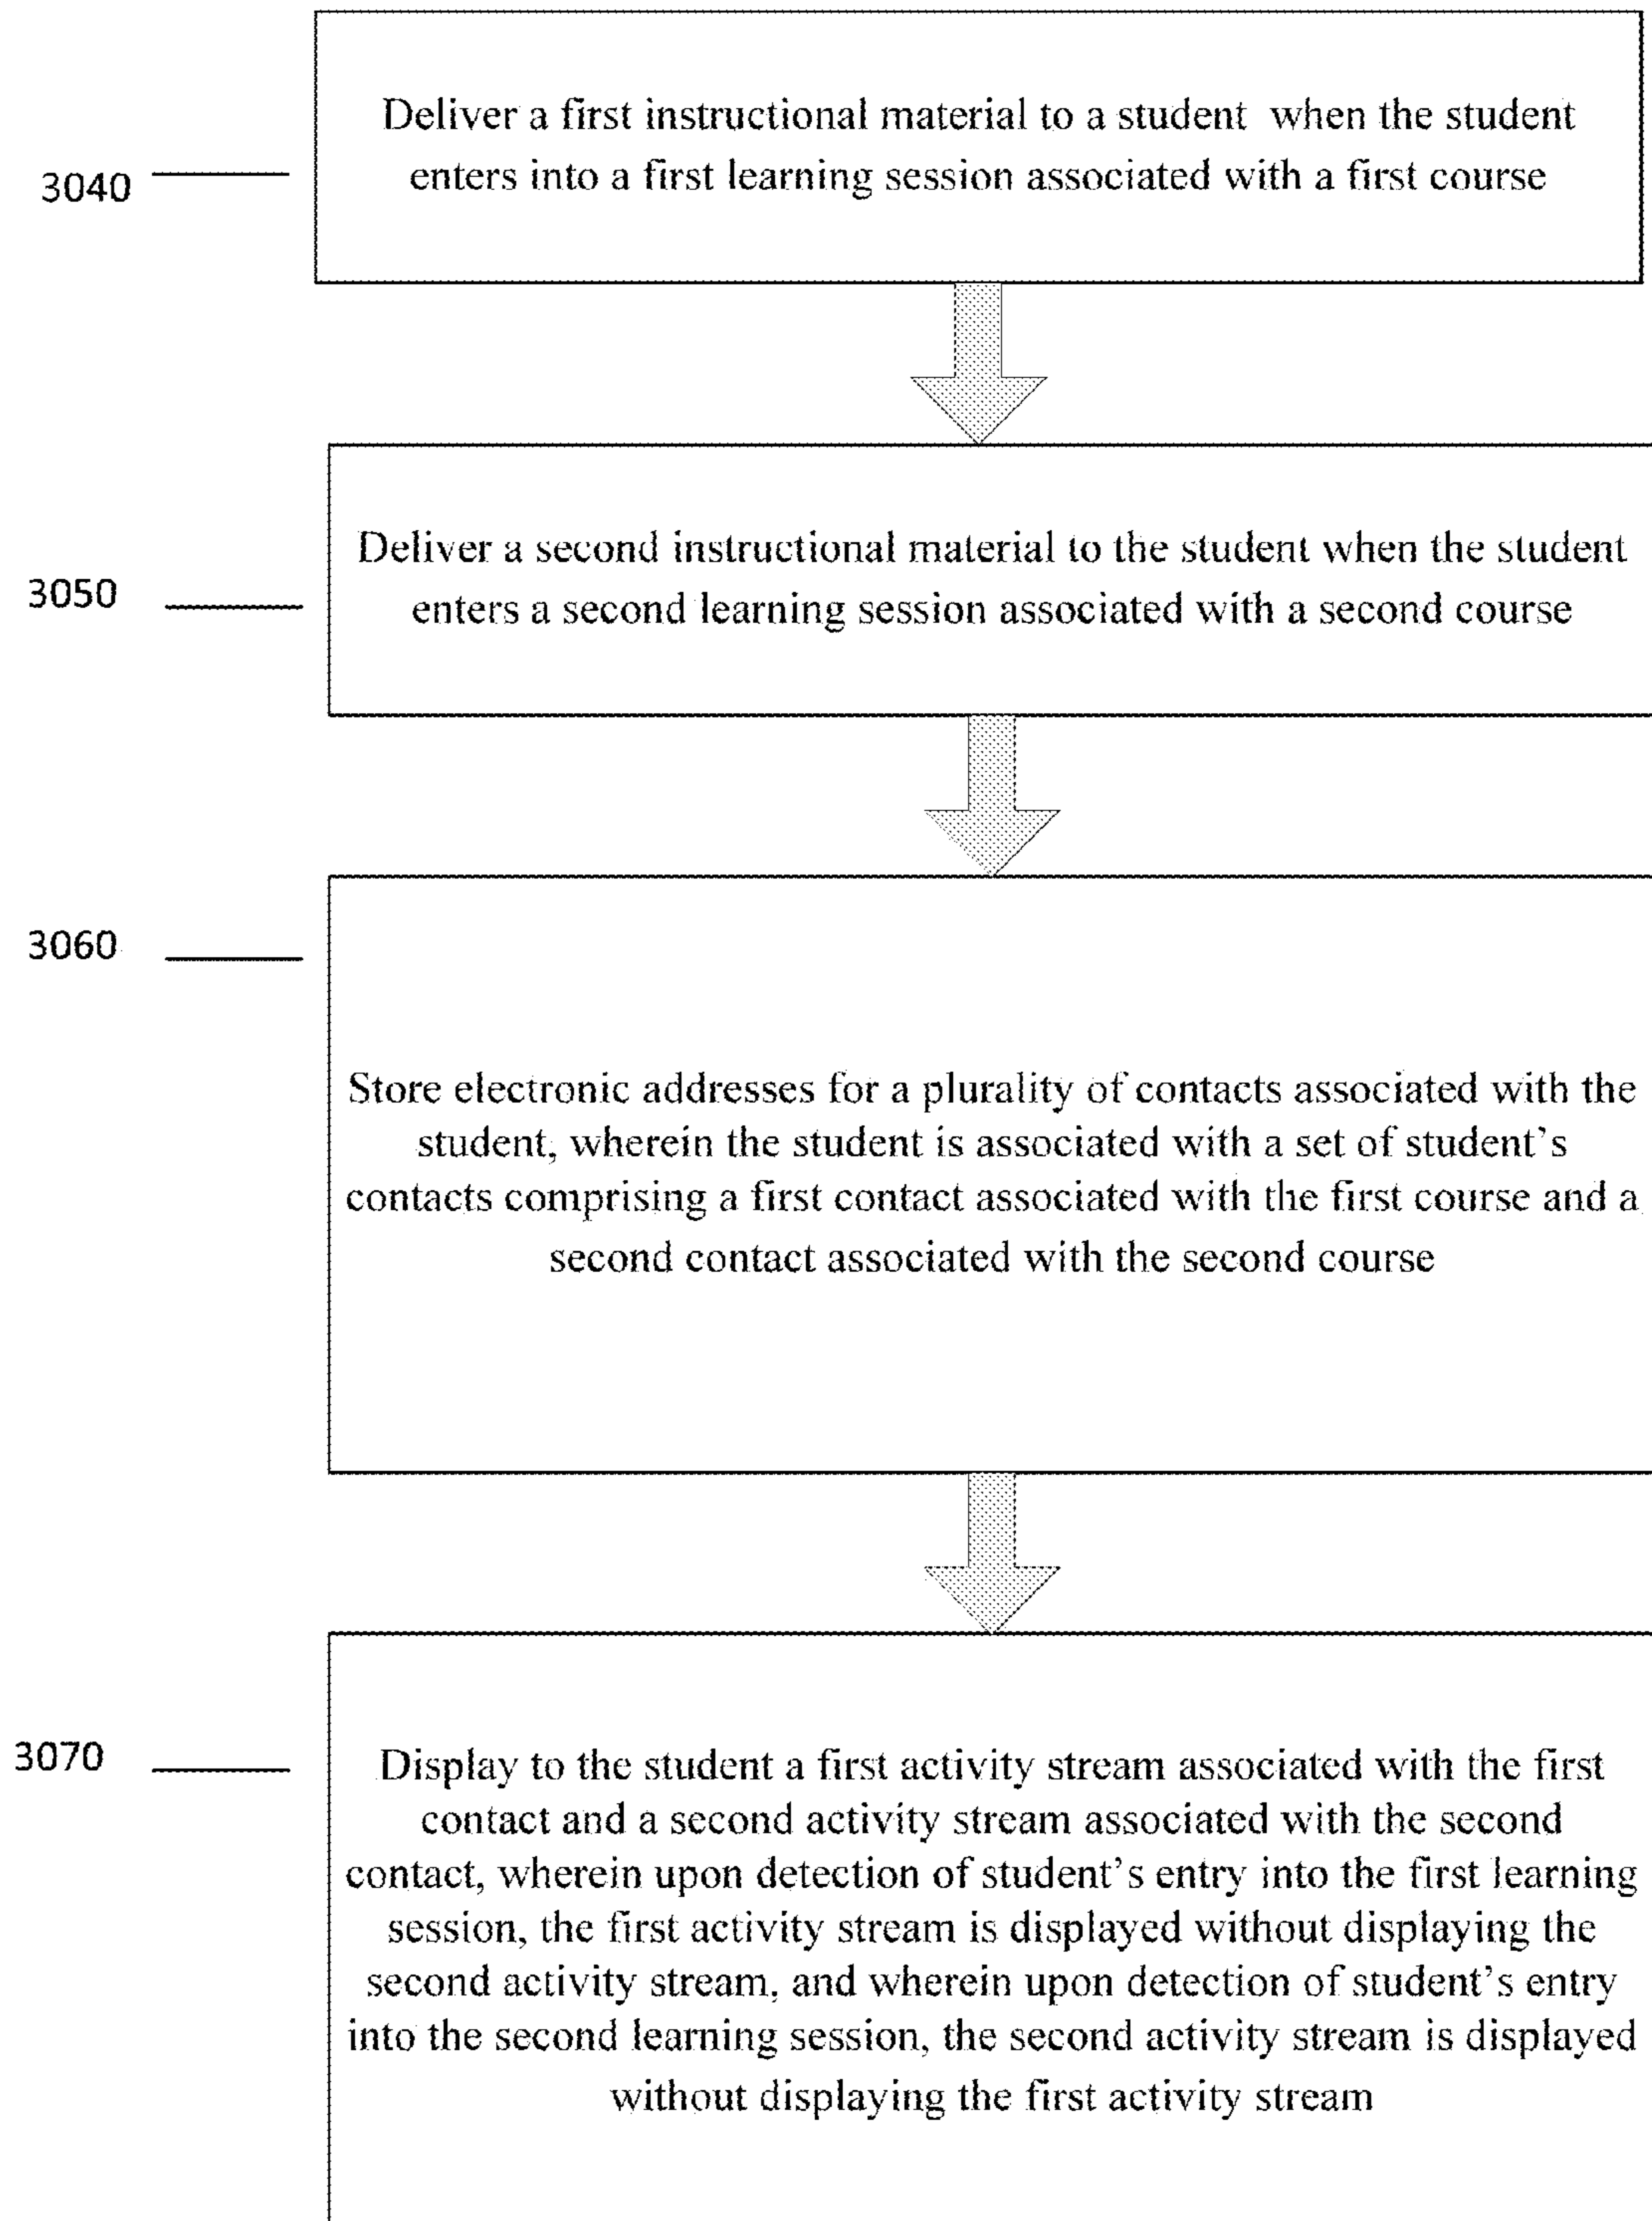 Deliver a first instructional material to a student when the student
3040
enters into a first learning session associated with a first course
Deliver a second instructional material to the student when the student
3050
enters a second learning session associated with a second course
3060
Store electronic addresses for a plurality of contacts associated with the
student, wherein the student is associated with a set of student's
contacts comprising a first contact associated with the first course and a
second contact associated with the second course
3070
Display to the student a first activity stream associated with the first
contact and a second activity stream associated with the second
contact, wherein upon detection of student's entry into the first learning
session, the first activity stream is displayed without displaying the
second activity stream, and wherein upon detection of student's entry
into the second learning session, the second activity stream is displayed
without displaying the first activity stream